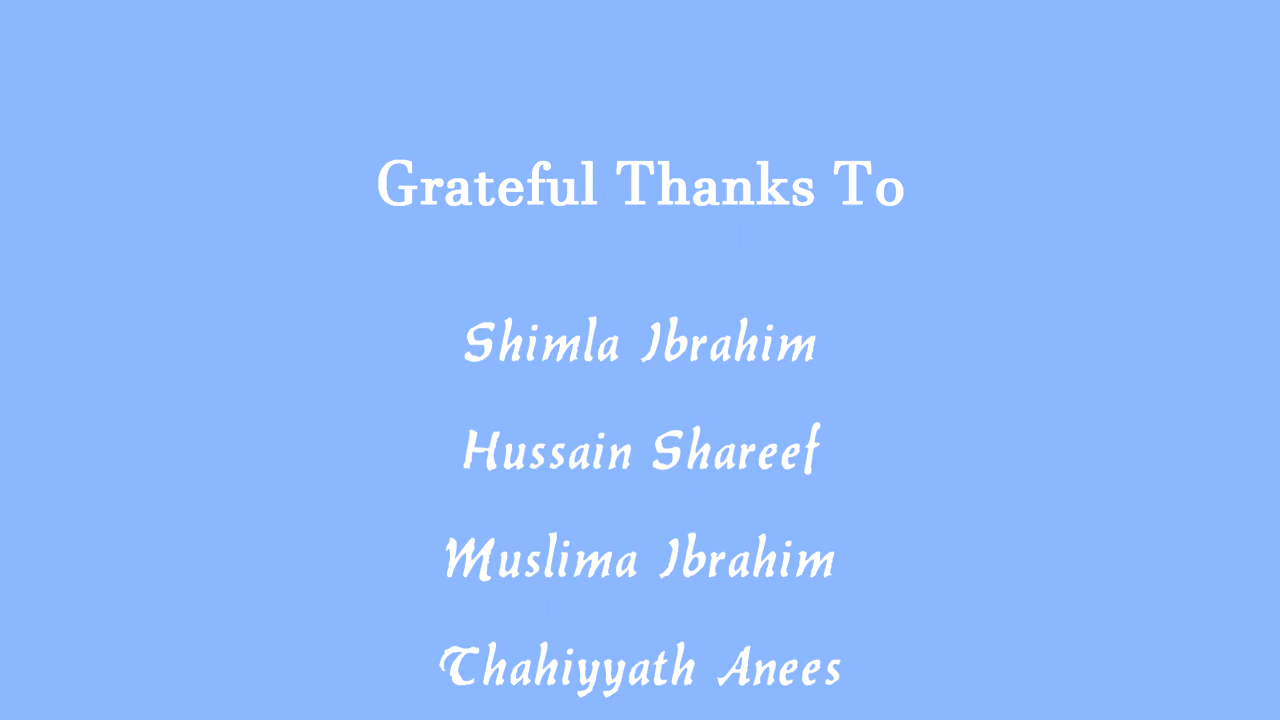 Grateful Thanks To
Shimla Ibrahim
Hussain Shareef
Muslima Ibrahim
Thahiyyath Anees